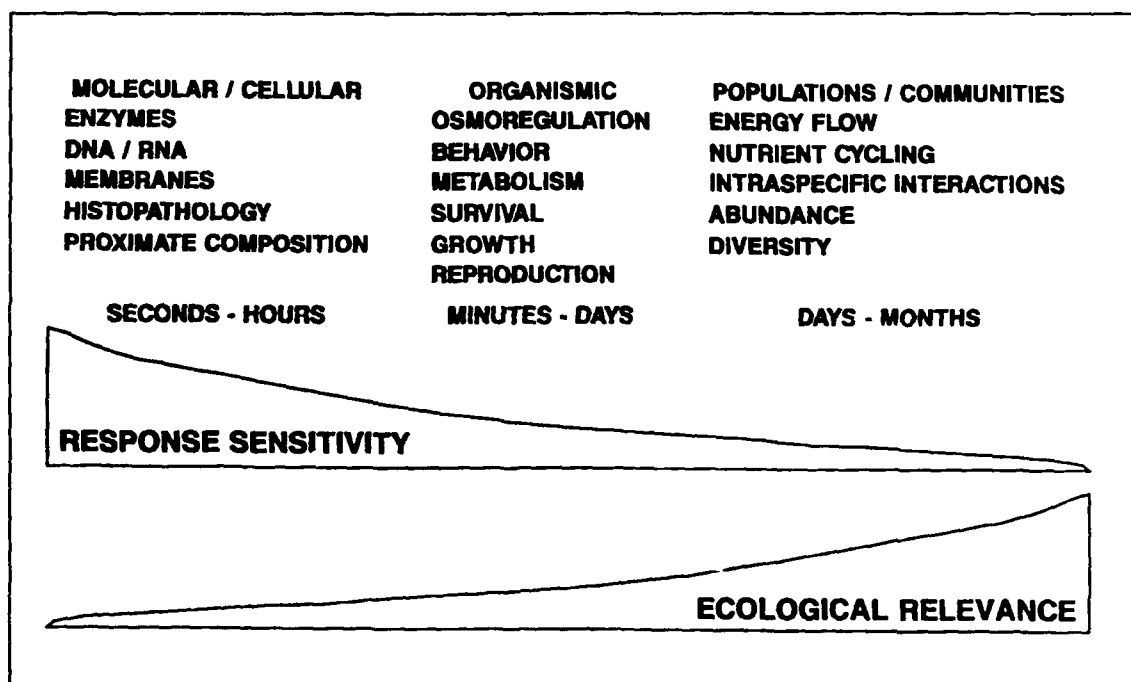 MOLECULAR / CELLULAR
ENZYMES
DNA / RNA
MEMBRANES
HISTOPATHOLOGY
PROXIMATE COMPOSITION
SECONDS - HOURS
ORGANISMIC
OSMOREGULATION
BEHAVIOR
METABOLISM
SURVIVAL
GROWTH
REPRODUCTION
MINUTES - DAYS
POPULATIONS / COMMUNITIES
ENERGY FLOW
NUTRIENT CYCLING
INTRASPECIFIC INTERACTIONS
ABUNDANCE
DIVERSITY
DAYS - MONTHS
RESPONSE SENSITIVITY
ECOLOGICAL RELEVANCE